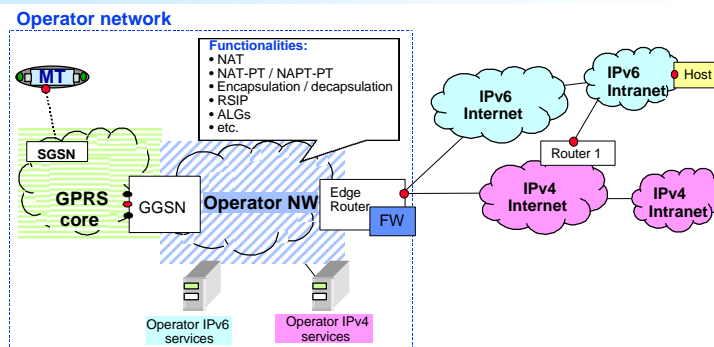 Operator network
Functionalities:
• NAT
• NAT-PT / NAPT-PT
• Encapsulation / decapsulation
• RSIP
• ALGs
• etc.
MT
SGSN
GPRS
core
GGSN
Operator NW
Edge
Router
FW
IPv6
Internet
IPv6
Intranet
Host
Router 1
IPv4
Internet
IPv4
Intranet
Operator IPv6
services
Operator IPv4
services